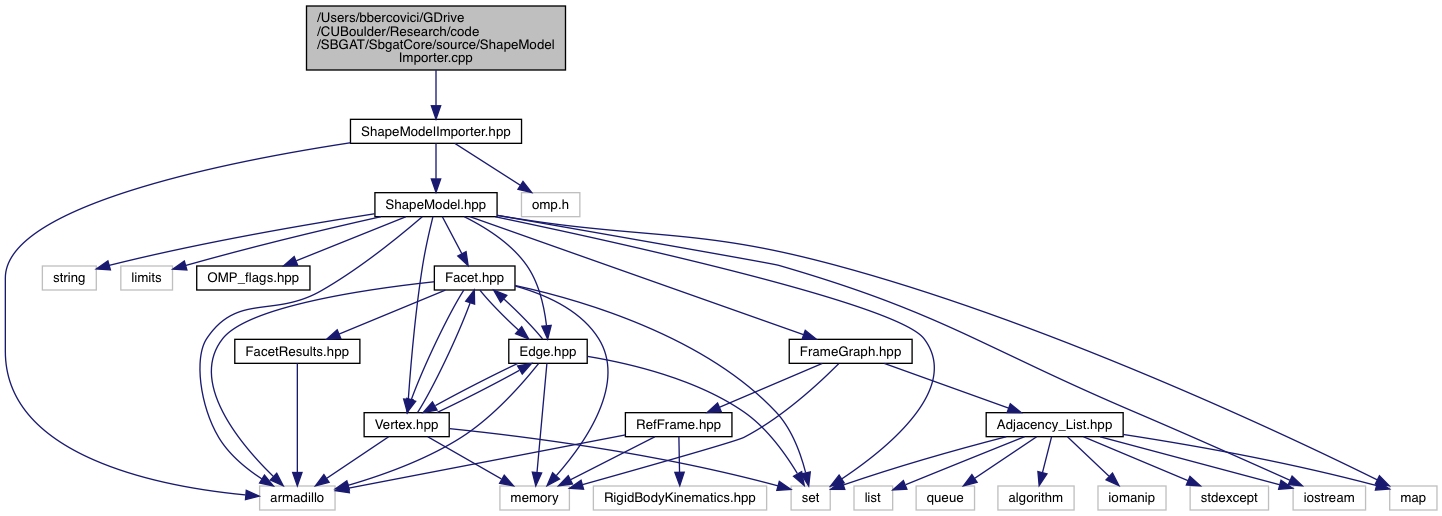 /Users/bbercovici/GDrive
/CUBoulder/Research/code
/SBGAT/SbgatCore/source/ShapeModel
Importer.cpp
ShapeModelImporter.hpp
ShapeModel.hpp
omp.h
string
limits
OMP_flags.hpp
Facet.hpp
FacetResults.hpp
Edge.hpp
FrameGraph.hpp
Vertex.hpp
RefFrame.hpp
Adjacency_List.hpp
armadillo
memory
RigidBodyKinematics.hpp
set
list
queue
algorithm
iomanip
stdexcept
iostream
map